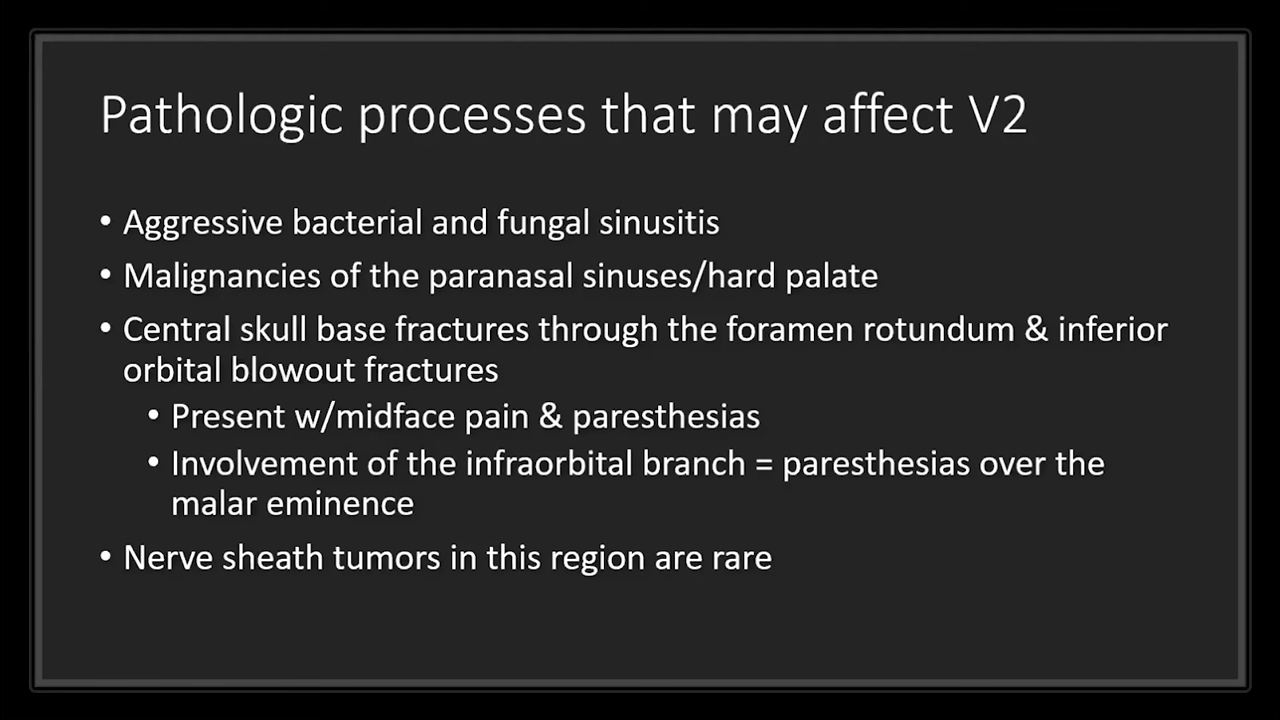 Pathologic processes that may affect V2
• Aggressive bacterial and fungal sinusitis
• Malignancies of the paranasal sinuses/hard palate
• Central skull base fractures through the foramen rotundum & inferior
orbital blowout fractures
• Present w/midface pain & paresthesias
• Involvement of the infraorbital branch = paresthesias over the
malar eminence
• Nerve sheath tumors in this region are rare